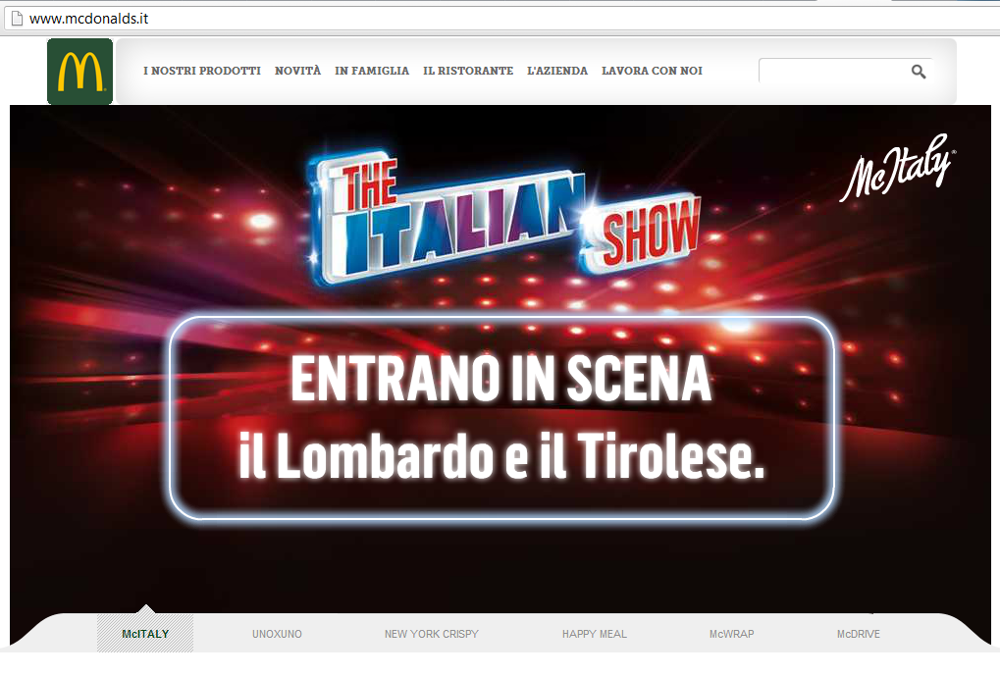 www.mcdonalds.it
I NOSTRI PRODOTTI NOVITÀ IN FAMIGLIA IL RISTORANTE L'AZIENDA LAVORA CON NOI
McItaly®
THE
ITALIAN
SHOW
ENTRANO IN SCENA
il Lombardo e il Tirolese.
McITALY UNOXUNO NEW YORK CRISPY HAPPY MEAL McWRAP McDRIVE